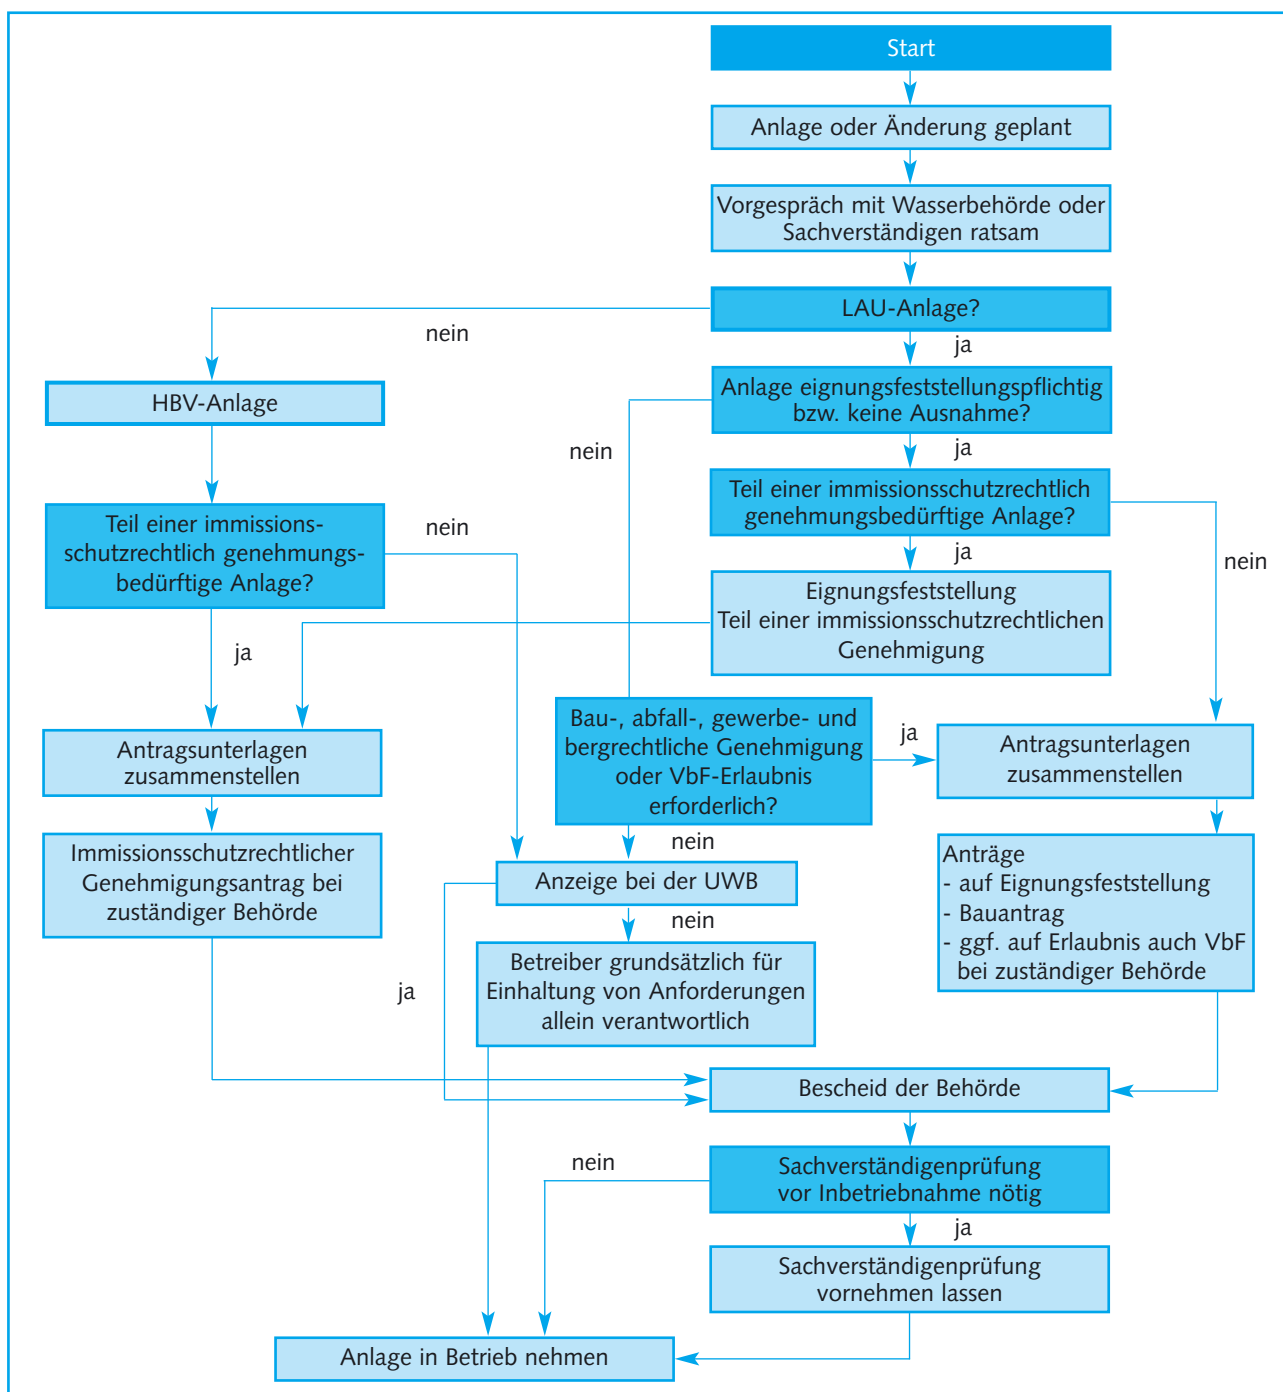 Start
Anlage oder Änderung geplant
Vorgespräch mit Wasserbehörde oder
Sachverständigen ratsam
LAU-Anlage?
nein
ja
HBV-Anlage
Anlage eignungsfeststellungspflichtig
bzw. keine Ausnahme?
nein
ja
Teil einer immissionsschutzrechtlich
genehmungsbedürftige Anlage?
Teil einer immissions-
schutzrechtlich genehmungs-
bedürftige Anlage?
nein
ja
nein
Eignungsfeststellung
Teil einer immissionsschutzrechtlichen
Genehmigung
ja
Bau-, abfall-, gewerbe- und
bergrechtliche Genehmigung
oder VbF-Erlaubnis
erforderlich?
ja
Antragsunterlagen
zusammenstellen
Antragsunterlagen
zusammenstellen
nein
Immissionsschutzrechtlicher
Genehmigungsantrag bei
zuständiger Behörde
Anzeige bei der UWB
Anträge
- auf Eignungsfeststellung
- Bauantrag
- ggf. auf Erlaubnis auch VbF
bei zuständiger Behörde
nein
ja
Betreiber grundsätzlich für
Einhaltung von Anforderungen
allein verantwortlich
Bescheid der Behörde
nein
Sachverständigenprüfung
vor Inbetriebnahme nötig
ja
Sachverständigenprüfung
vornehmen lassen
Anlage in Betrieb nehmen